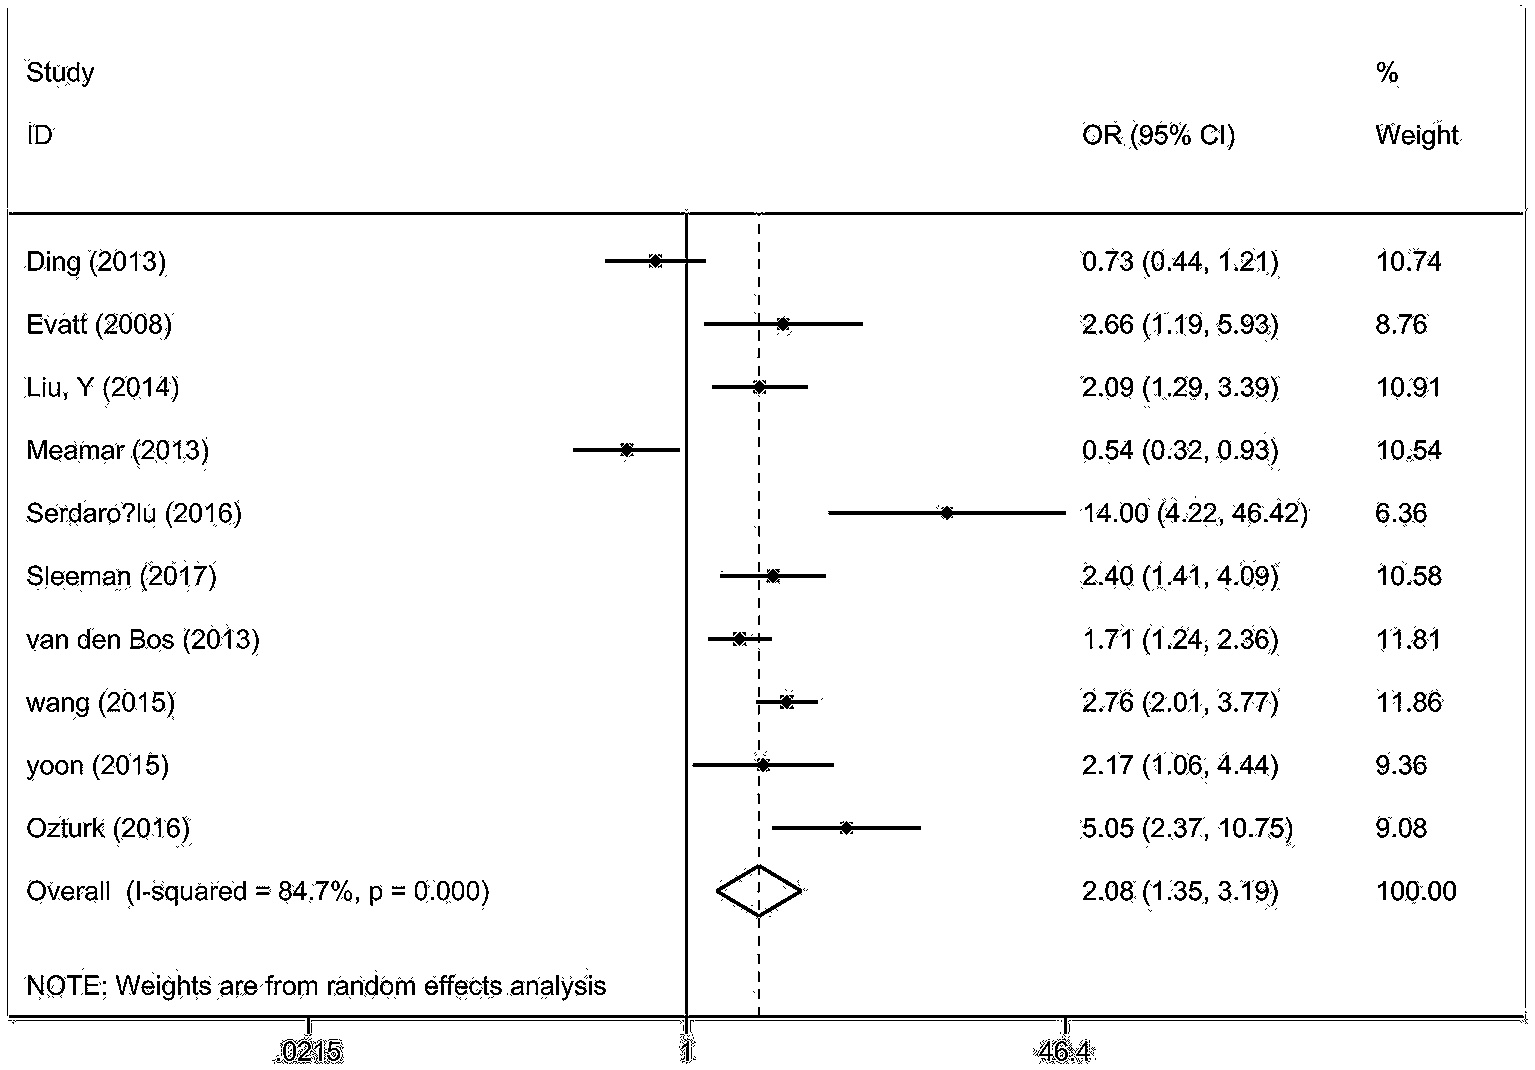 Study %
ID OR (95% CI) Weight
Ding (2013) 0.73 (0.44, 1.21) 10.74
Evatt (2008) 2.66 (1.19, 5.93) 8.76
Liu, Y (2014) 2.09 (1.29, 3.39) 10.91
Meamar (2013) 0.54 (0.32, 0.93) 10.54
Serdaro?lu (2016) 14.00 (4.22, 46.42) 6.36
Sleeman (2017) 2.40 (1.41, 4.09) 10.58
van den Bos (2013) 1.71 (1.24, 2.36) 11.81
wang (2015) 2.76 (2.01, 3.77) 11.86
yoon (2015) 2.17 (1.06, 4.44) 9.36
Ozturk (2016) 5.05 (2.37, 10.75) 9.08
Overall (I-squared = 84.7%, p = 0.000) 2.08 (1.35, 3.19) 100.00
NOTE: Weights are from random effects analysis
.0215 1 46.4